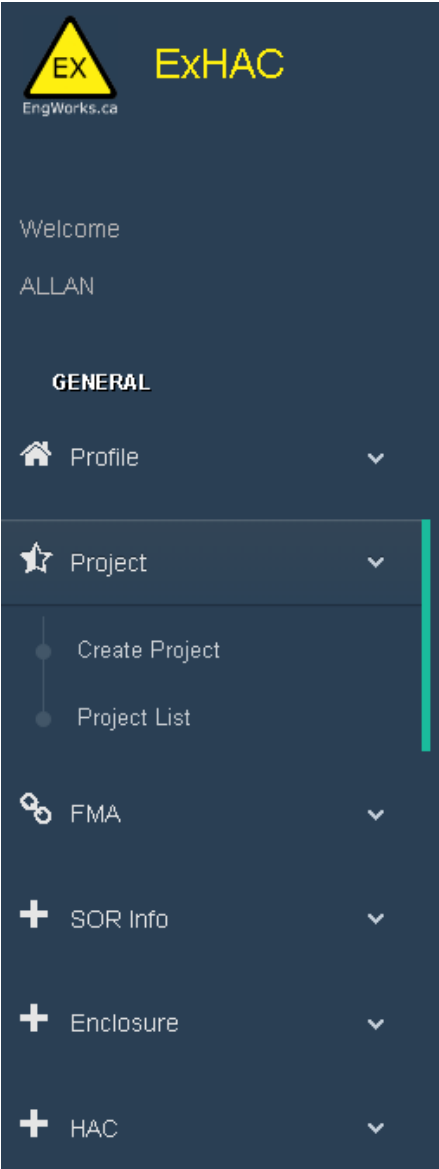 EX
ExHAC
EngWorks.ca
Welcome
ALLAN
GENERAL
Profile
Project
Create Project
Project List
FMA
SOR Info
Enclosure
HAC